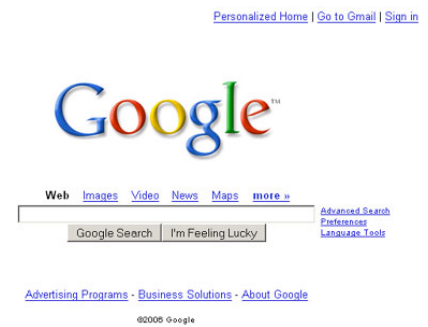 Personalized Home | Go to Gmail | Sign in
Google™
Web Images Video News Maps more »
Advanced Search
Preferences
Language Tools
Google Search I'm Feeling Lucky
Advertising Programs - Business Solutions - About Google
©2006 Google